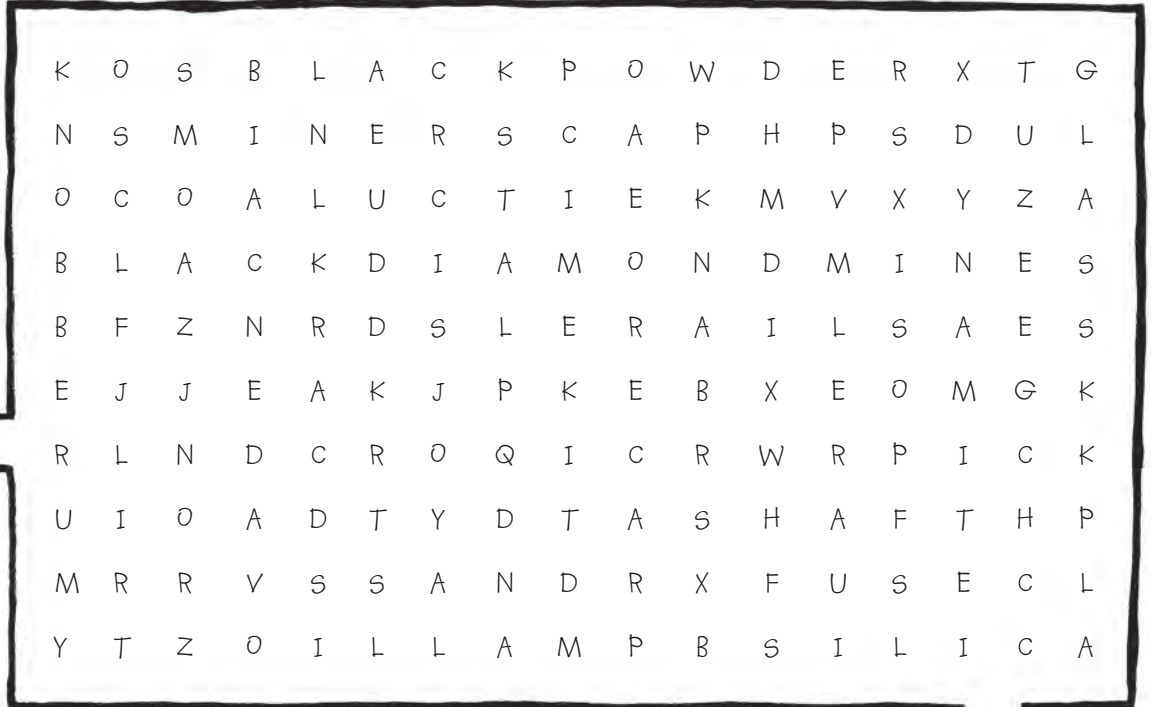 K O S B L A C K P O W D E R X T G
N S M I N E R S C A P H P S D U L
O C O A L U C T I E K M V X Y Z A
B L A C K D I A M O N D M I N E S
B F Z N R D S L E R A I L S A E S
E J J E A K J P K E B X E O M G K
R L N D C R O Q I C R W R P I C K
U I O A D T Y D T A S H A F T H P
M R R V S S A N D R X F U S E C L
Y T Z O I L L A M P B S I L I C A